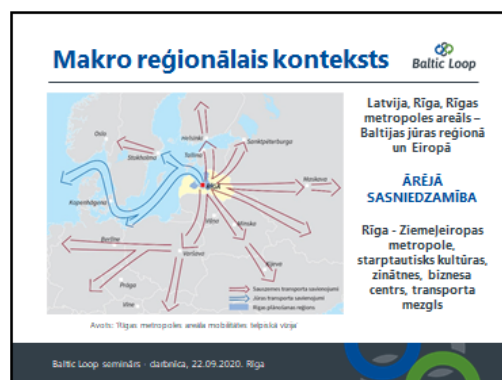 Makro reģionālais konteksts
Baltic Loop
Latvija, Rīga, Rīgas
metropoles areāls –
Baltijas jūras reģionā
un Eiropā
ĀRĒJĀ
SASNIEDZAMĪBA
Rīga - Ziemeļeiropas
metropole,
starptautisks kultūras,
zinātnes, biznesa
centrs, transporta
mezgls
Oslo
Helsinki
Sanktpēterburga
Stokholma
Tallina
Maskava
RĪGA
Kopenhāgena
Viļņa
Minska
Berlīne
Varšava
Kijeva
Prāga
Vīne
Sauszemes transporta savienojumi
Jūras transporta savienojumi
Rīgas plānošanas reģions
Avots: 'Rīgas metropoles areāla mobilitātes telpiskā vīzija'
Baltic Loop seminārs - darbnīca, 22.09.2020. Rīga